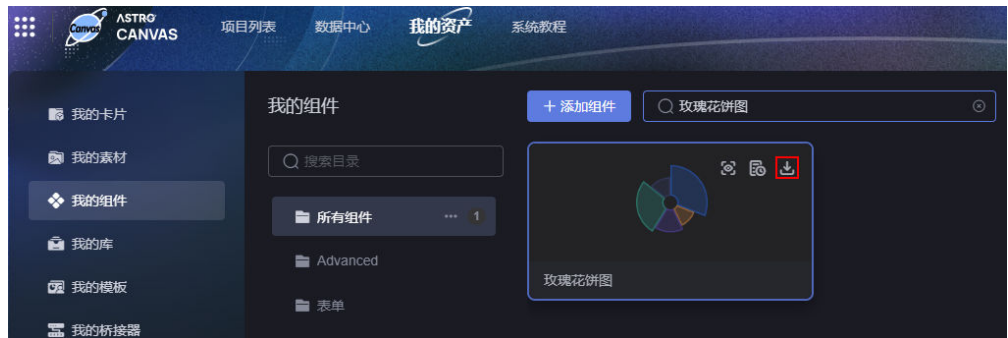 Canvas
ASTRO
CANVAS
项目列表
数据中心
我的资产
系统教程
我的卡片
我的素材
我的组件
我的库
我的模板
我的桥接器
我的组件
+ 添加组件
玫瑰花饼图
搜索目录
所有组件 ··· 1
Advanced
表单
玫瑰花饼图